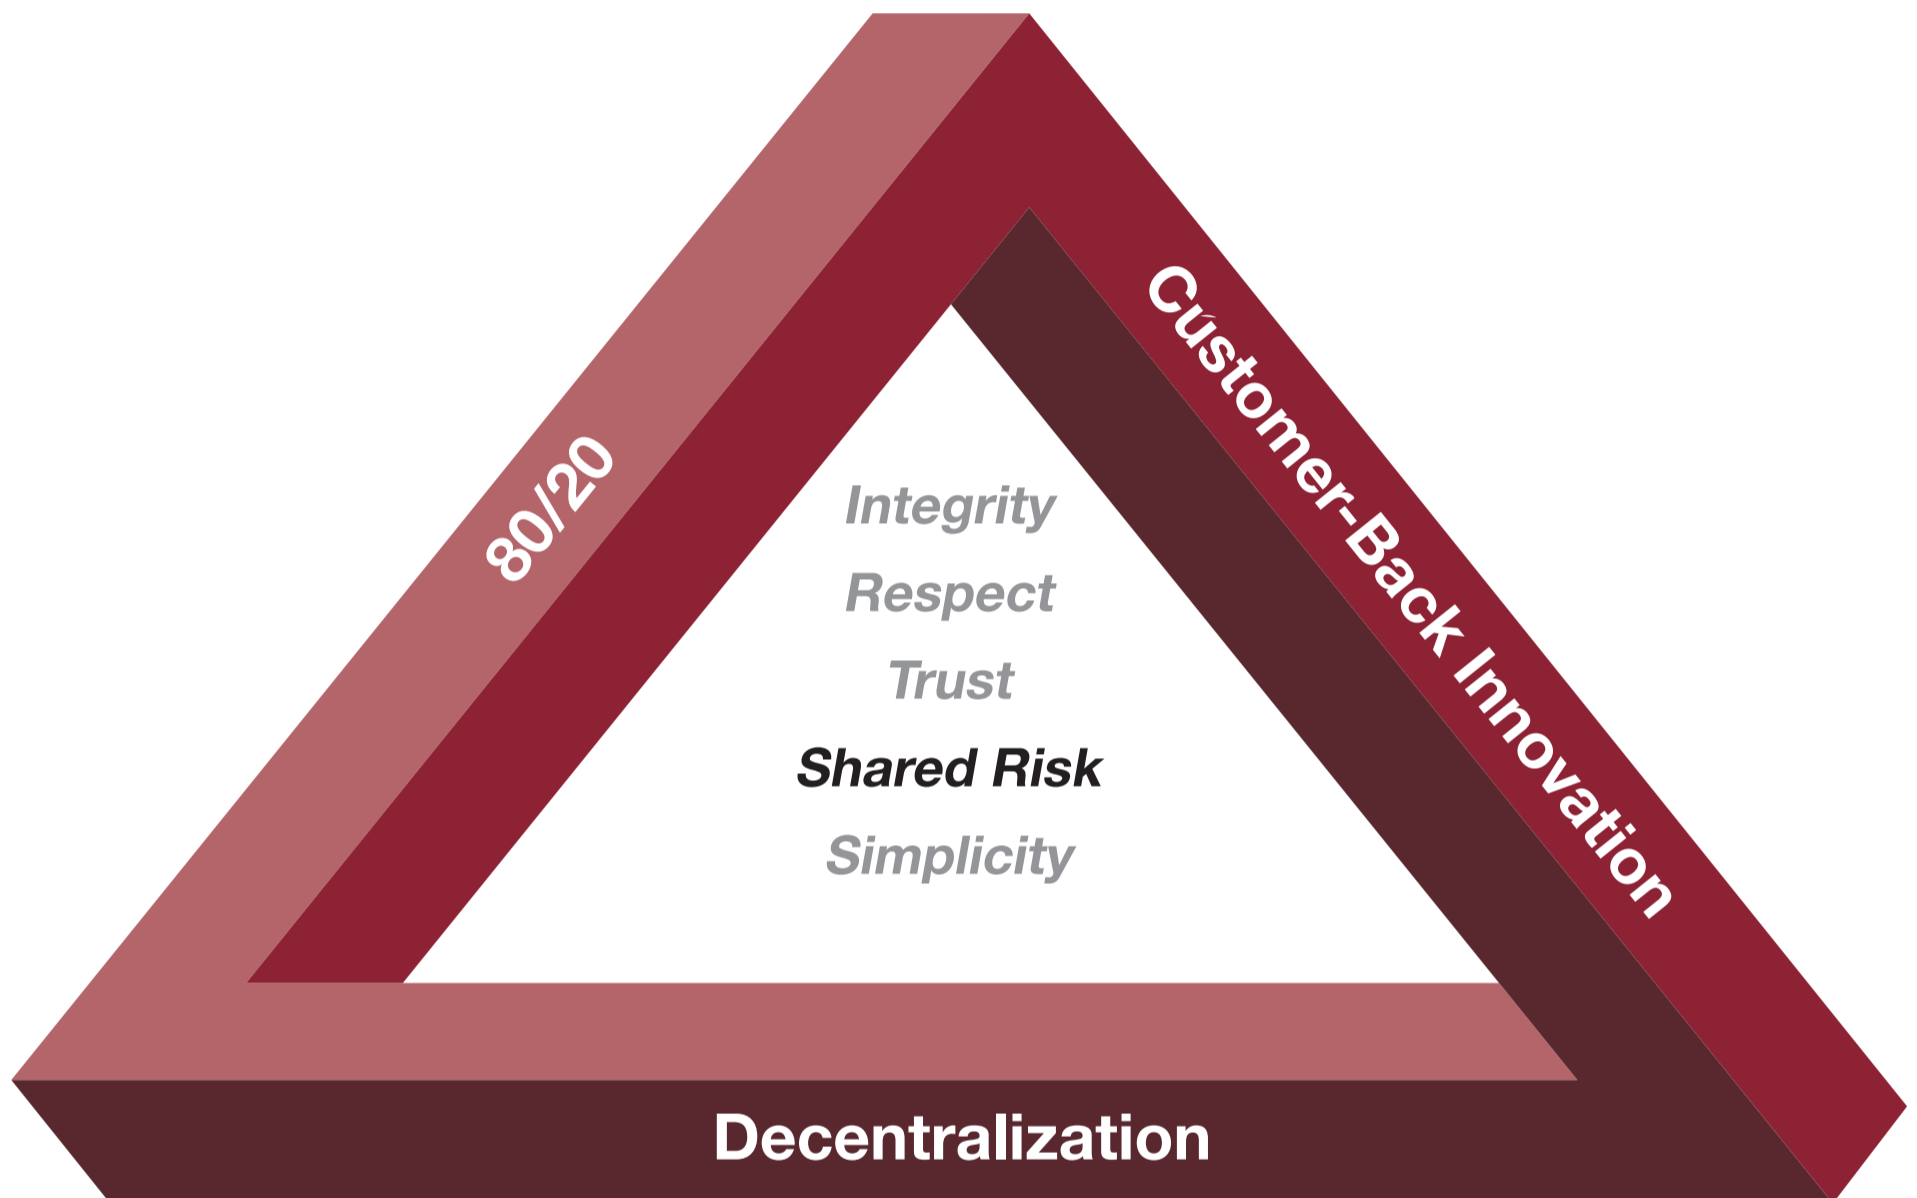 80/20
Customer-Back Innovation
Integrity
Respect
Trust
Shared Risk
Simplicity
Decentralization